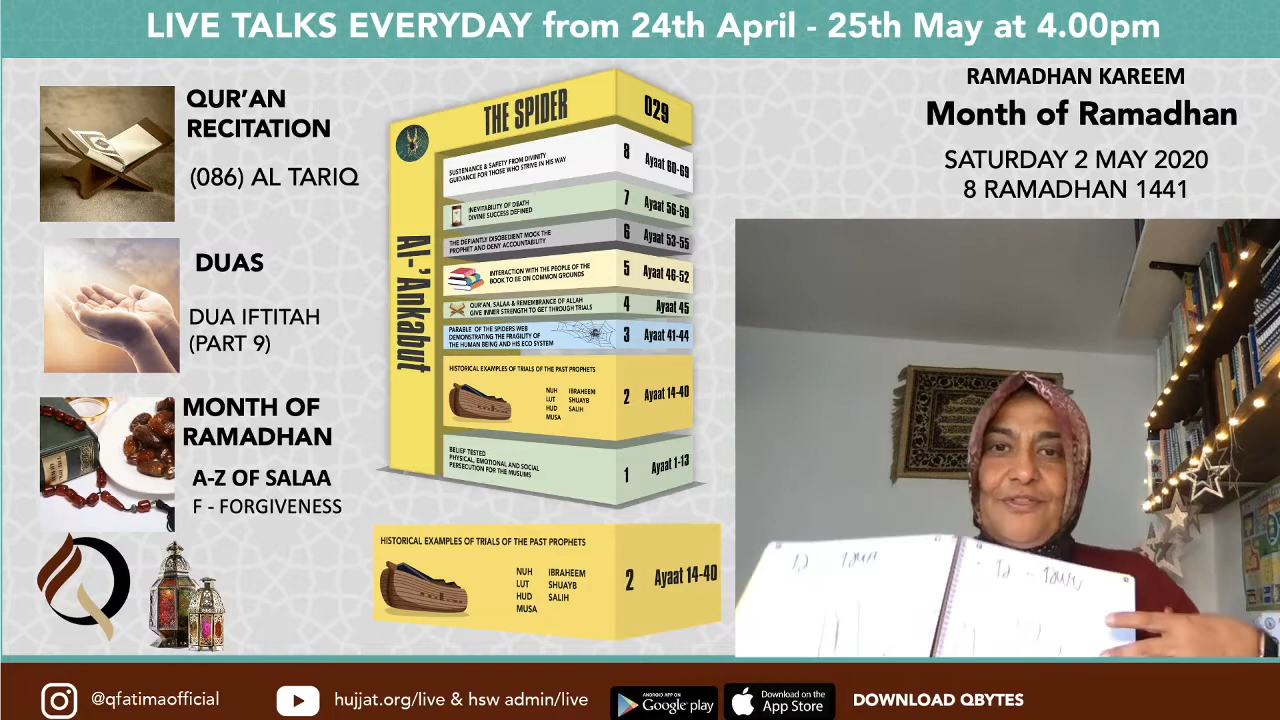 LIVE TALKS EVERYDAY from 24th April - 25th May at 4.00pm
QUR'AN
RECITATION
(086) AL TARIQ
DUAS
DUA IFTITAH
(PART 9)
MONTH OF
RAMADHAN
A-Z OF SALAA
F - FORGIVENESS
THE SPIDER
029
Al-'Ankabut
SUSTENANCE & SAFETY FROM DIVINITY
GUIDANCE FOR THOSE WHO STRIVE IN HIS WAY
8 Ayaat 60-69
INEVITABILITY OF DEATH
DIVINE SUCCESS DEFINED
7 Ayaat 56-59
THE DEFIANTLY DISOBEDIENT MOCK THE
PROPHET AND DENY ACCOUNTABILITY
6 Ayaat 53-55
INTERACTION WITH THE PEOPLE OF THE
BOOK TO BE ON COMMON GROUNDS
5 Ayaat 46-52
QUR'AN, SALAA & REMEMBRANCE OF ALLAH
GIVE INNER STRENGTH TO GET THROUGH TRIALS
4 Ayaat 45
PARABLE OF THE SPIDERS WEB
DEMONSTRATING THE FRAGILITY OF
THE HUMAN BEING AND HIS ECO SYSTEM
3 Ayaat 41-44
HISTORICAL EXAMPLES OF TRIALS OF THE PAST PROPHETS
NUH IBRAHEEM
LUT SHUAYB
HUD SALIH
MUSA
2 Ayaat 14-40
BELIEF TESTED
PHYSICAL, EMOTIONAL AND SOCIAL
PERSECUTION FOR THE MUSLIMS
1 Ayaat 1-13
HISTORICAL EXAMPLES OF TRIALS OF THE PAST PROPHETS
NUH IBRAHEEM
LUT SHUAYB
HUD SALIH
MUSA
2 Ayaat 14-40
RAMADHAN KAREEM
Month of Ramadhan
SATURDAY 2 MAY 2020
8 RAMADHAN 1441
@qfatimaofficial
hujjat.org/live & hsw admin/live
ANDROID APP ON
Google play
Download on the
App Store
DOWNLOAD QBYTES